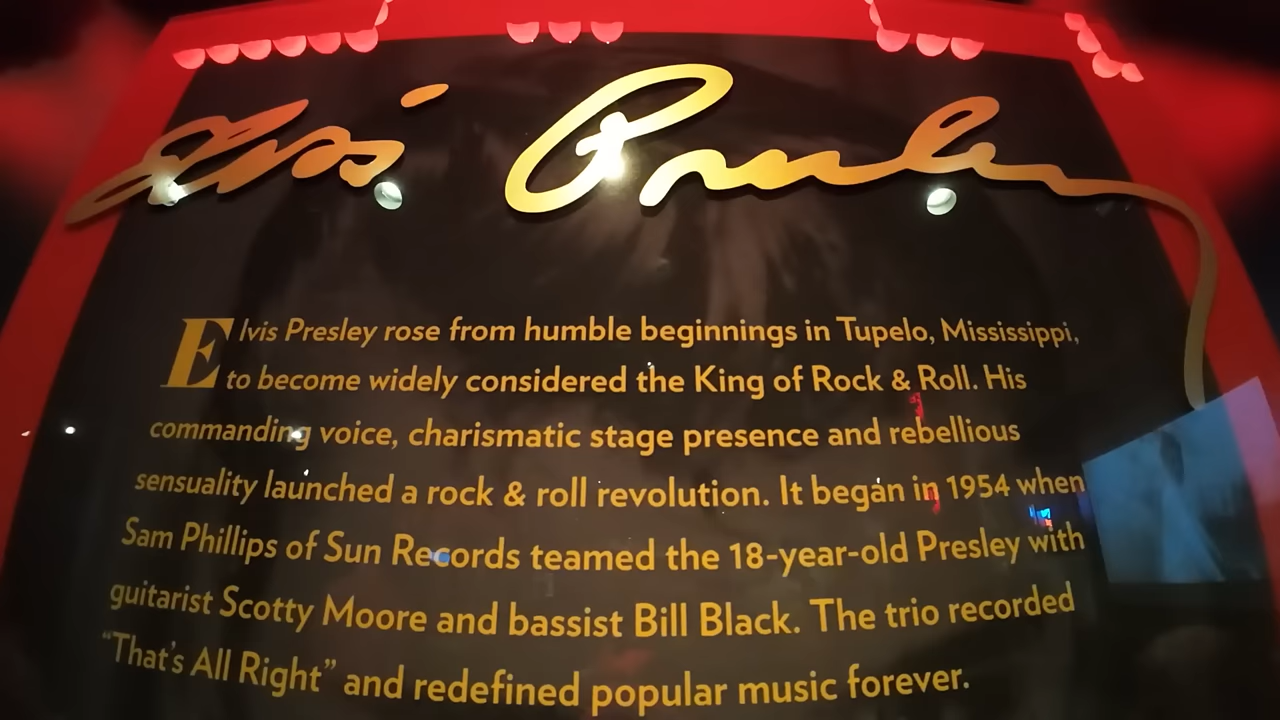 Elvis Presley
Elvis Presley rose from humble beginnings in Tupelo, Mississippi,
to become widely considered the King of Rock & Roll. His
commanding voice, charismatic stage presence and rebellious
sensuality launched a rock & roll revolution. It began in 1954 when
Sam Phillips of Sun Records teamed the 18-year-old Presley with
guitarist Scotty Moore and bassist Bill Black. The trio recorded
“That’s All Right” and redefined popular music forever.